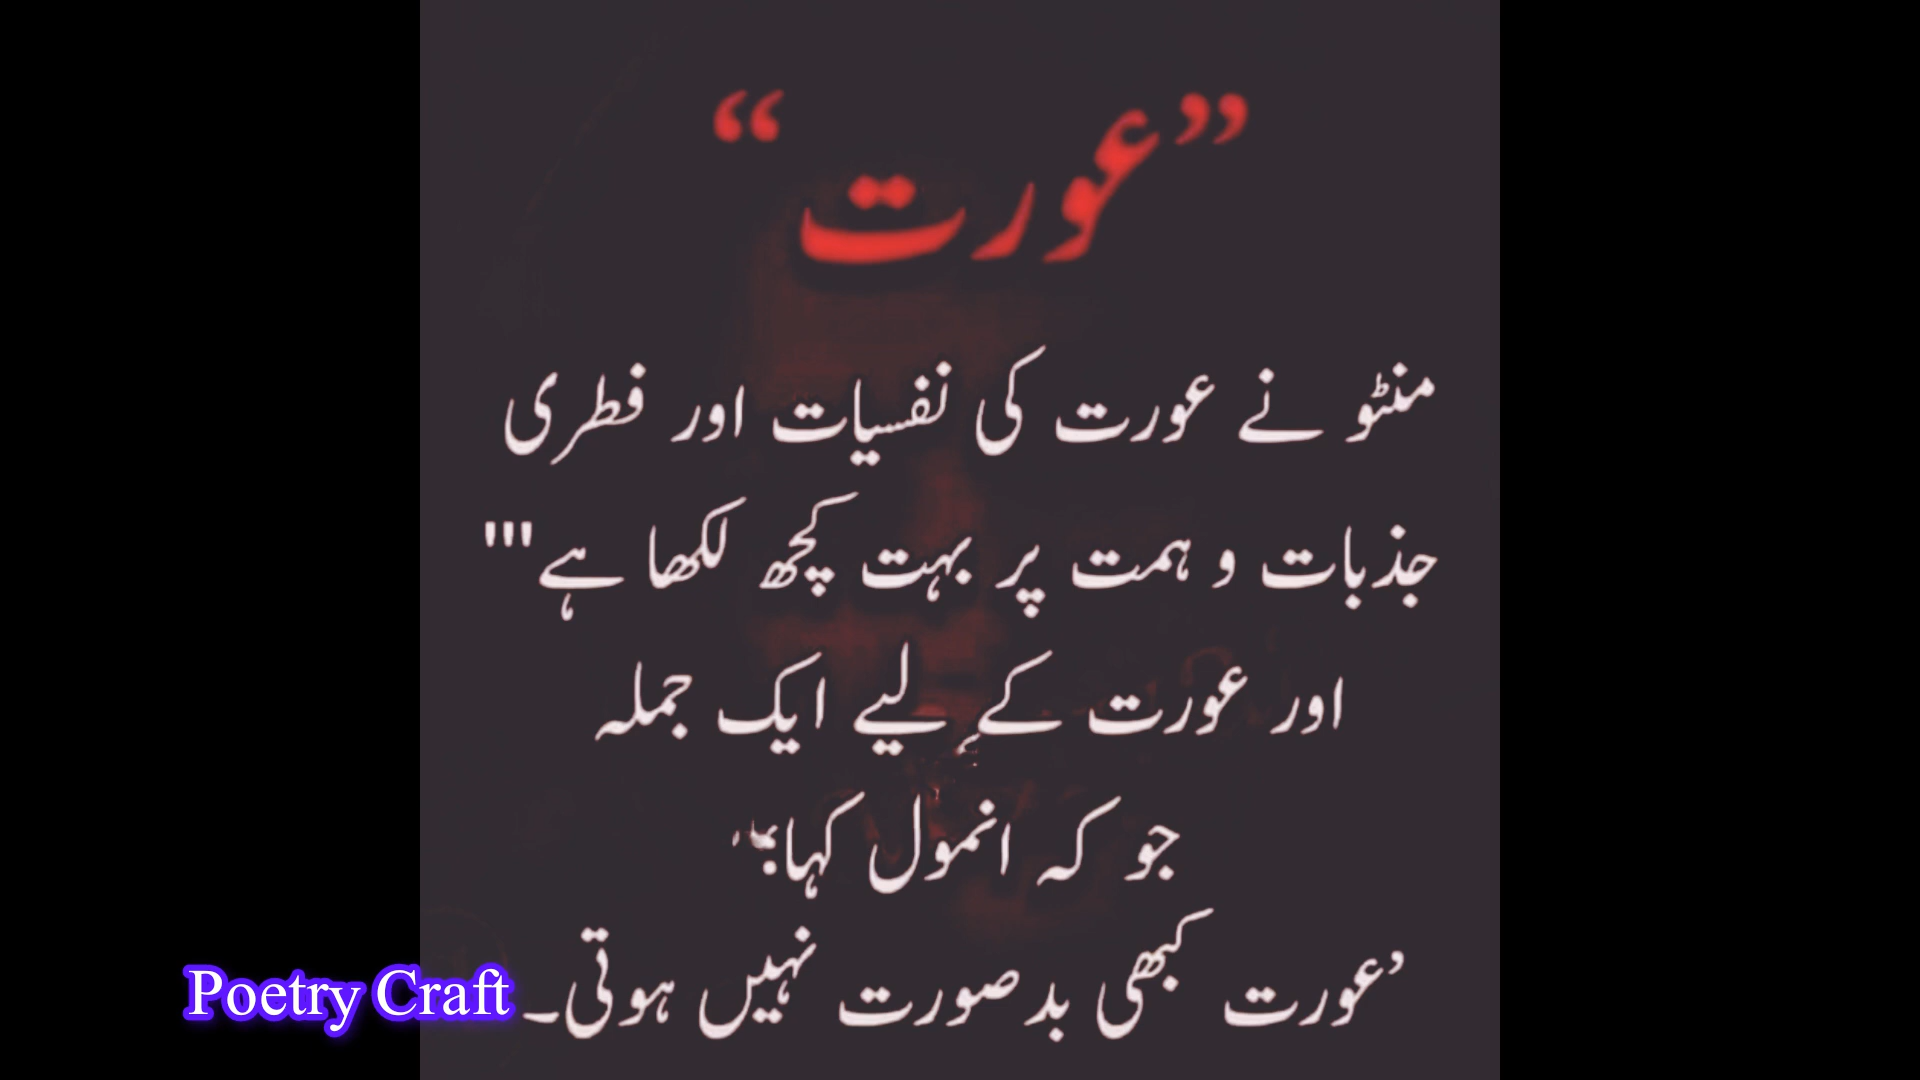 ”عورت“
منٹو نے عورت کی نفسیات اور فطری
جذبات و ہمت پر بہت کچھ لکھا ہے '''
اور عورت کے لیے ایک جملہ
جو کہ انمول کہا
’عورت کبھی بدصورت نہیں ہوتی۔
Poetry Craft